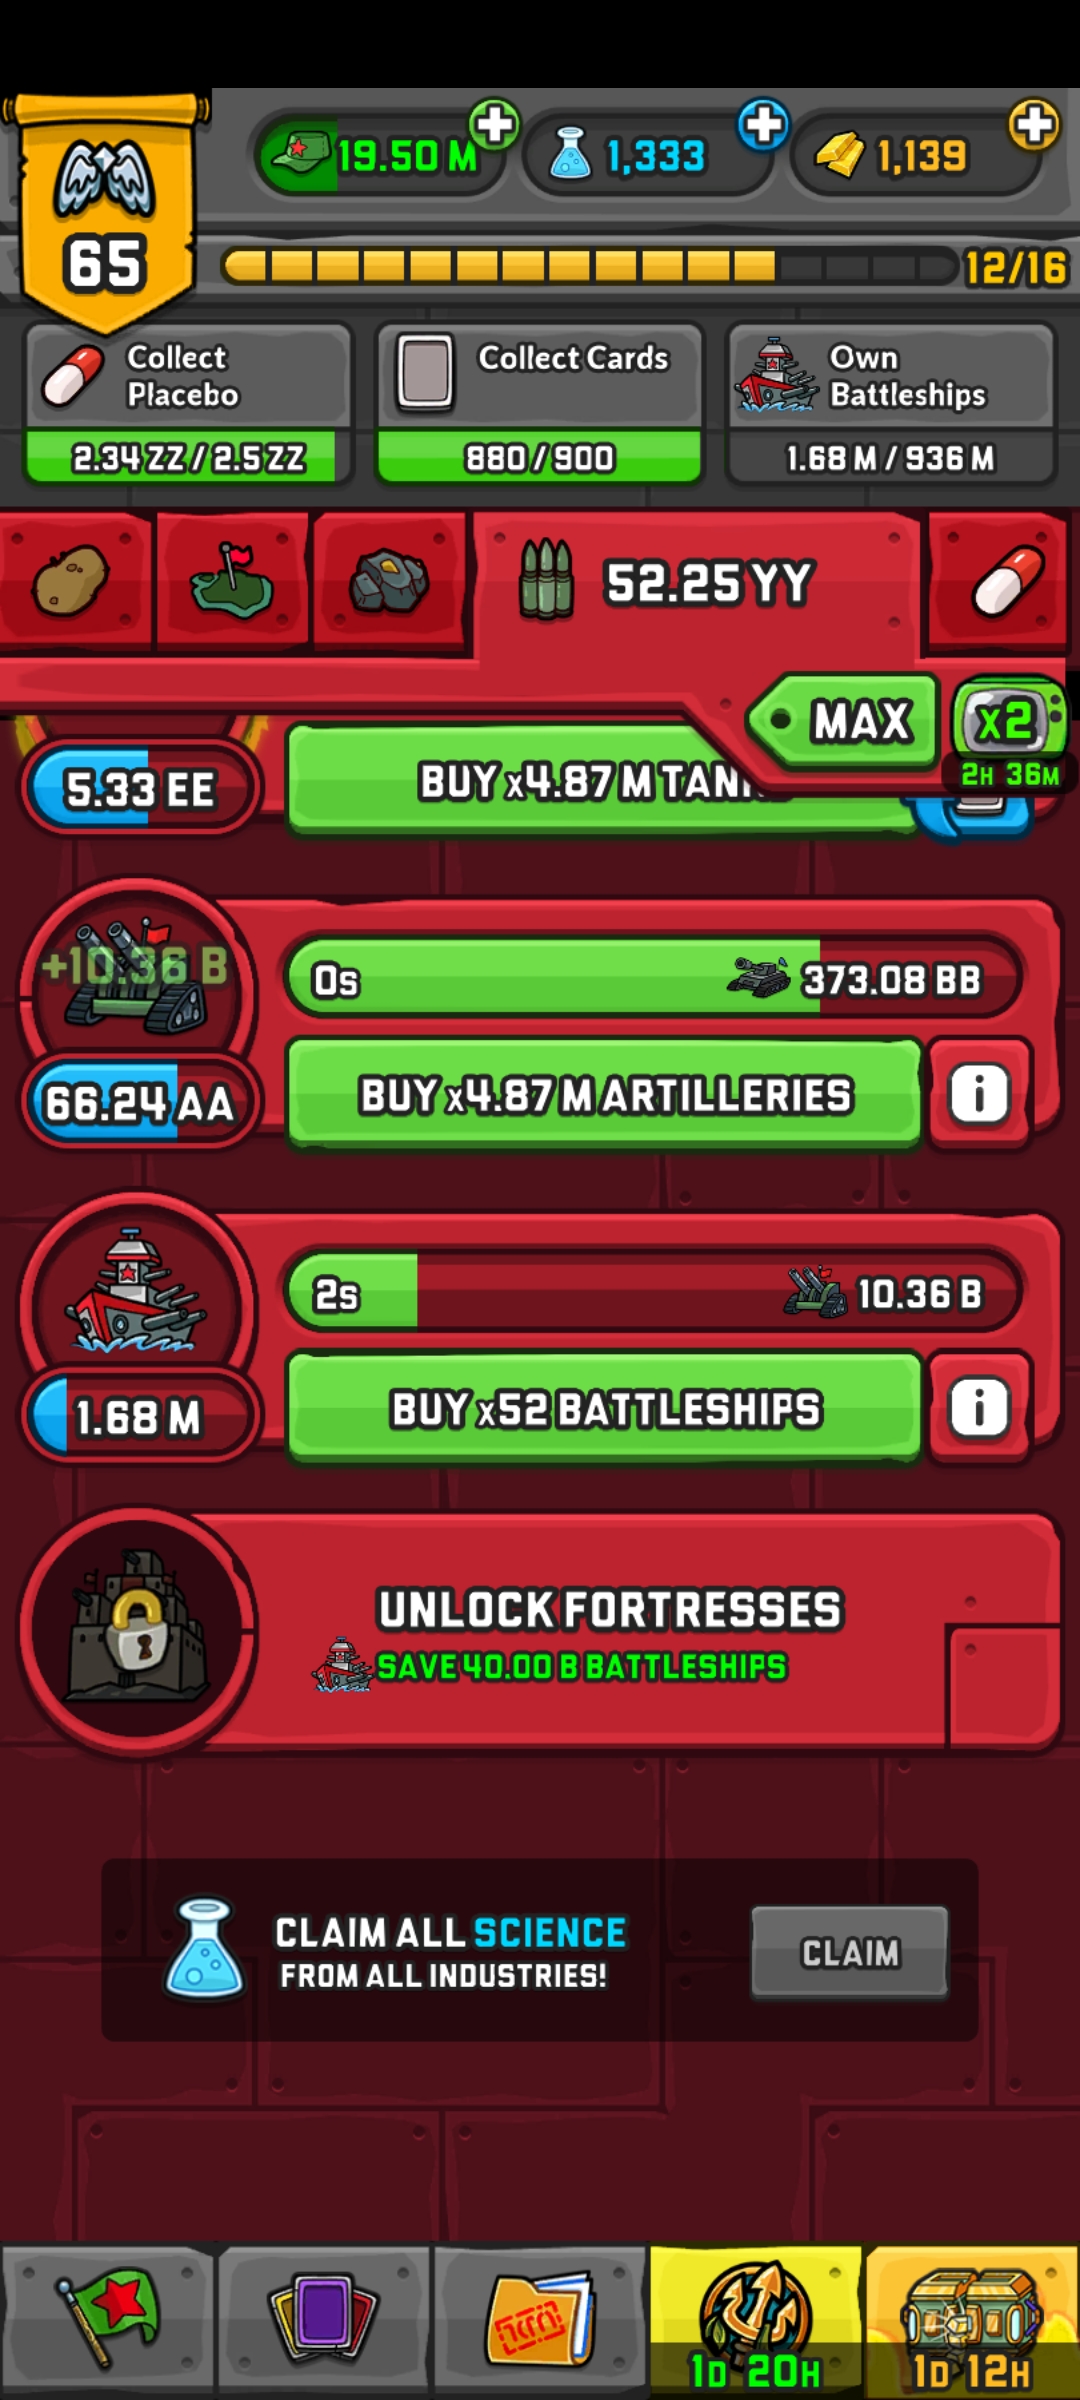 19.50 M
1,333
1,139
65
12/16
Collect
Placebo
Collect Cards
Own
Battleships
2.34 ZZ / 2.5 ZZ
880 / 900
1.68 M / 936 M
52.25 YY
MAX
x2
2H 36M
5.33 EE
BUY x4.87 M
+10.36 B
0s
373.08 BB
66.24 AA
BUY x4.87 M ARTILLERIES
i
2s
10.36 B
1.68 M
BUY x52 BATTLESHIPS
i
UNLOCK FORTRESSES
SAVE 40.00 B BATTLESHIPS
CLAIM ALL SCIENCE
FROM ALL INDUSTRIES!
CLAIM
1D 20H
1D 12H